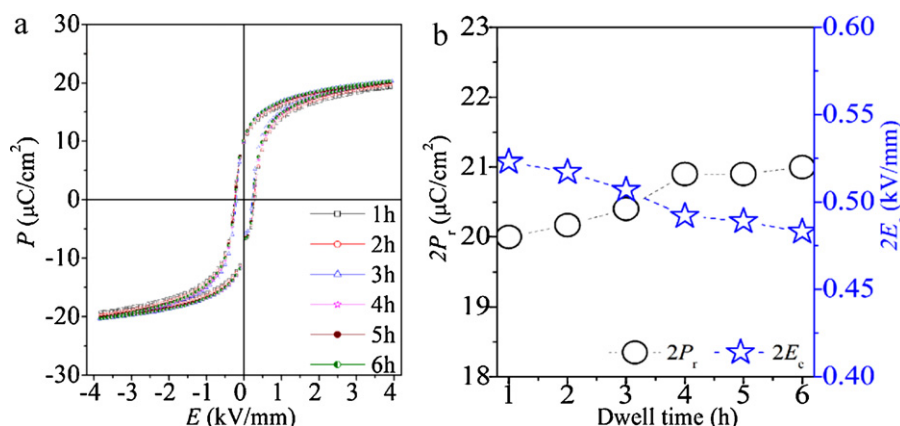 a
30
20
10
0
-10
-20
-30
P (μC/cm²)
-4 -3 -2 -1 0 1 2 3 4
E (kV/mm)
1h
2h
3h
4h
5h
6h
b
23
22
21
20
19
18
2Pr (μC/cm²)
0.60
0.55
0.50
0.45
0.40
(kV/mm)
2Pr 2Ec
1 2 3 4 5 6
Dwell time (h)